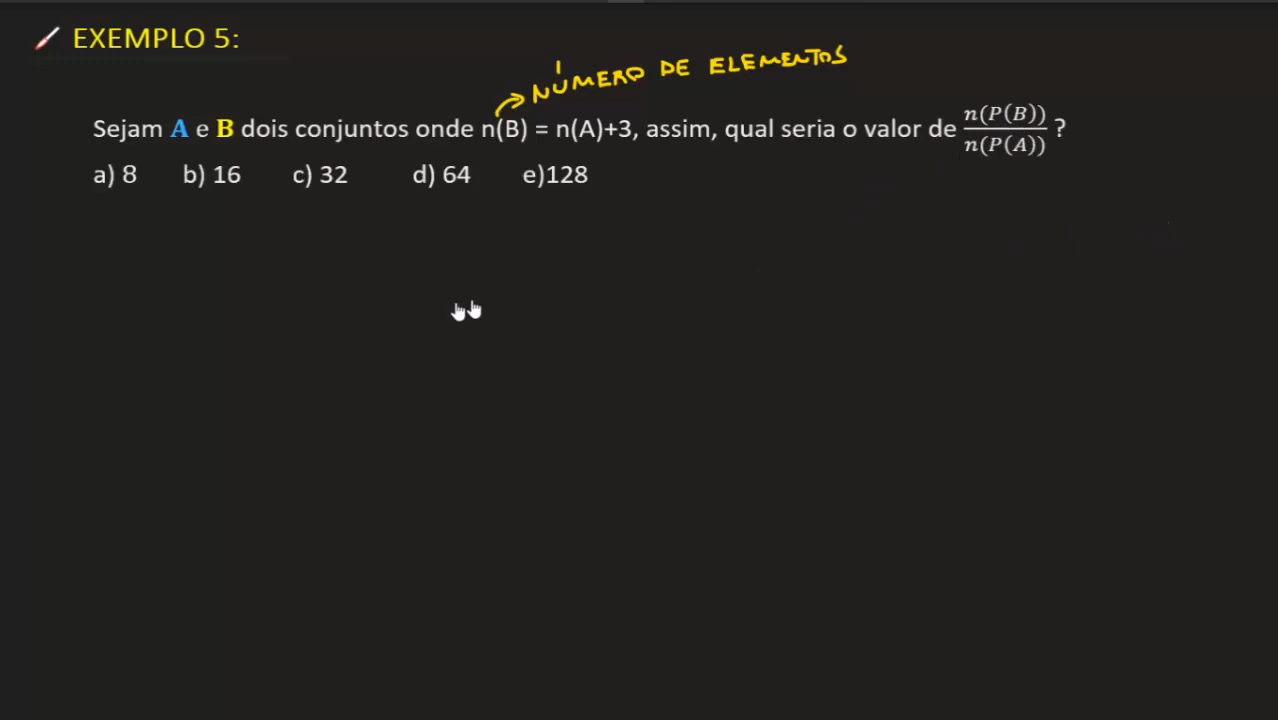 EXEMPLO 5:
NÚMERO DE ELEMENTOS
Sejam A e B dois conjuntos onde n(B) = n(A)+3, assim, qual seria o valor de n(P(B))/n(P(A)) ?
a) 8 b) 16 c) 32 d) 64 e)128